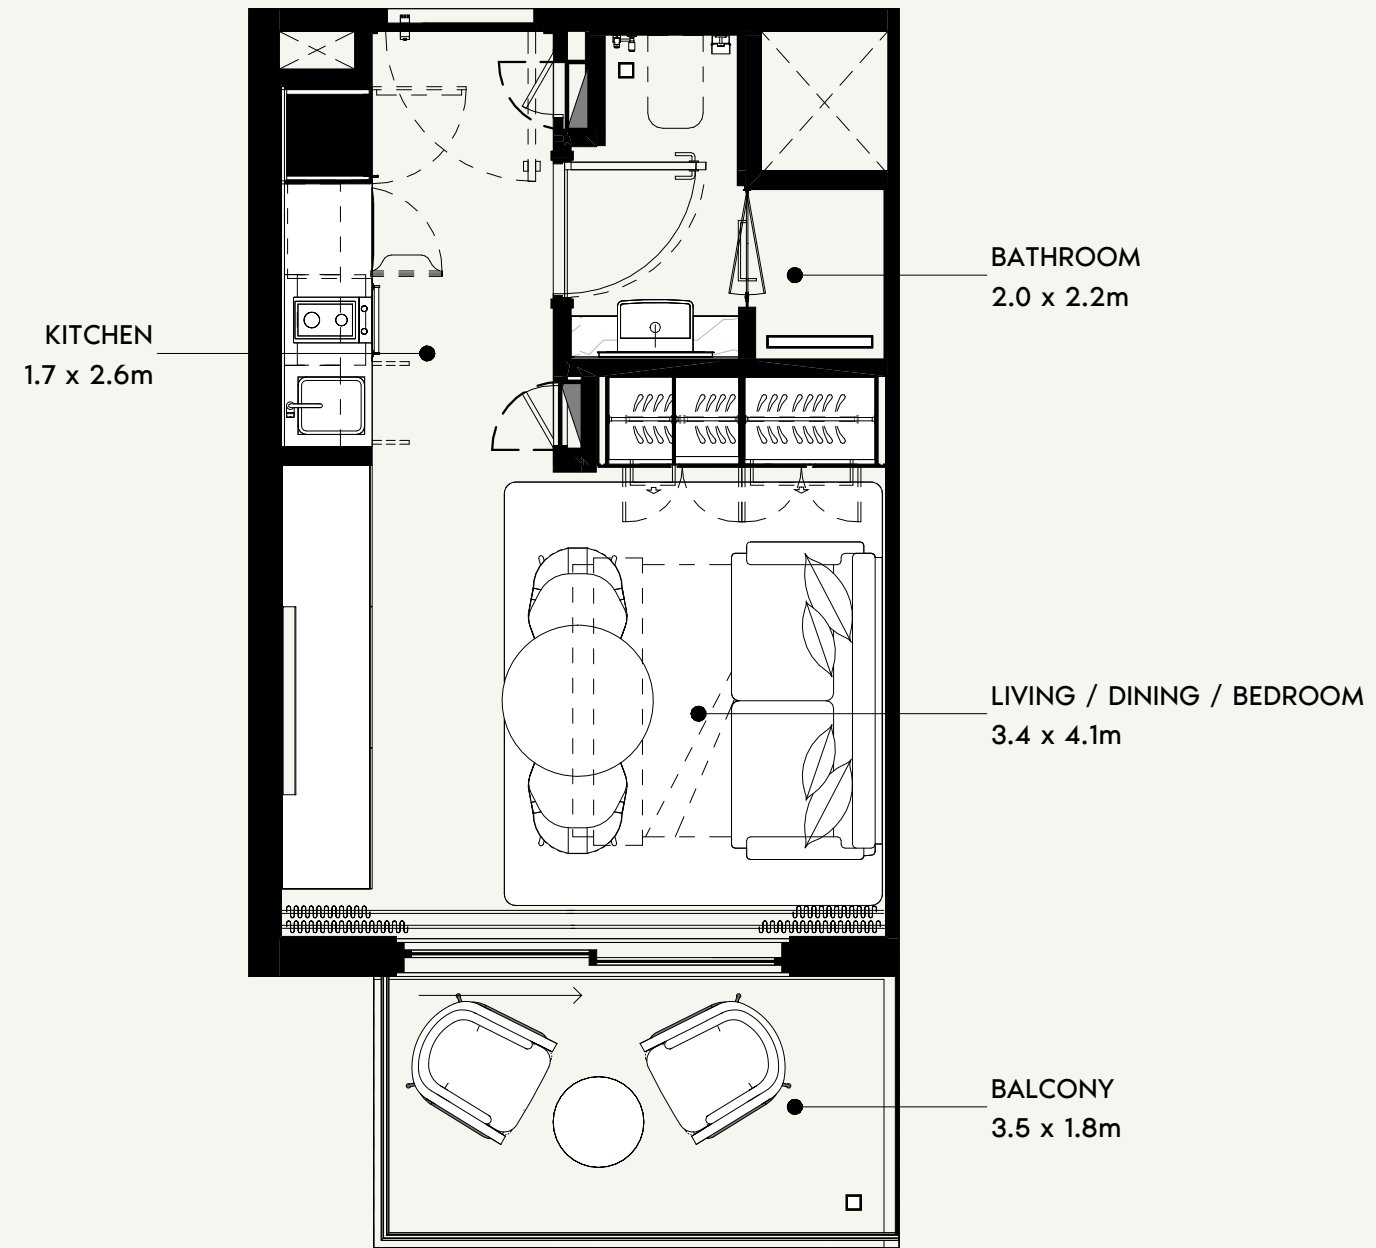 BATHROOM
2.0 x 2.2m
KITCHEN
1.7 x 2.6m
LIVING / DINING / BEDROOM
3.4 x 4.1m
BALCONY
3.5 x 1.8m